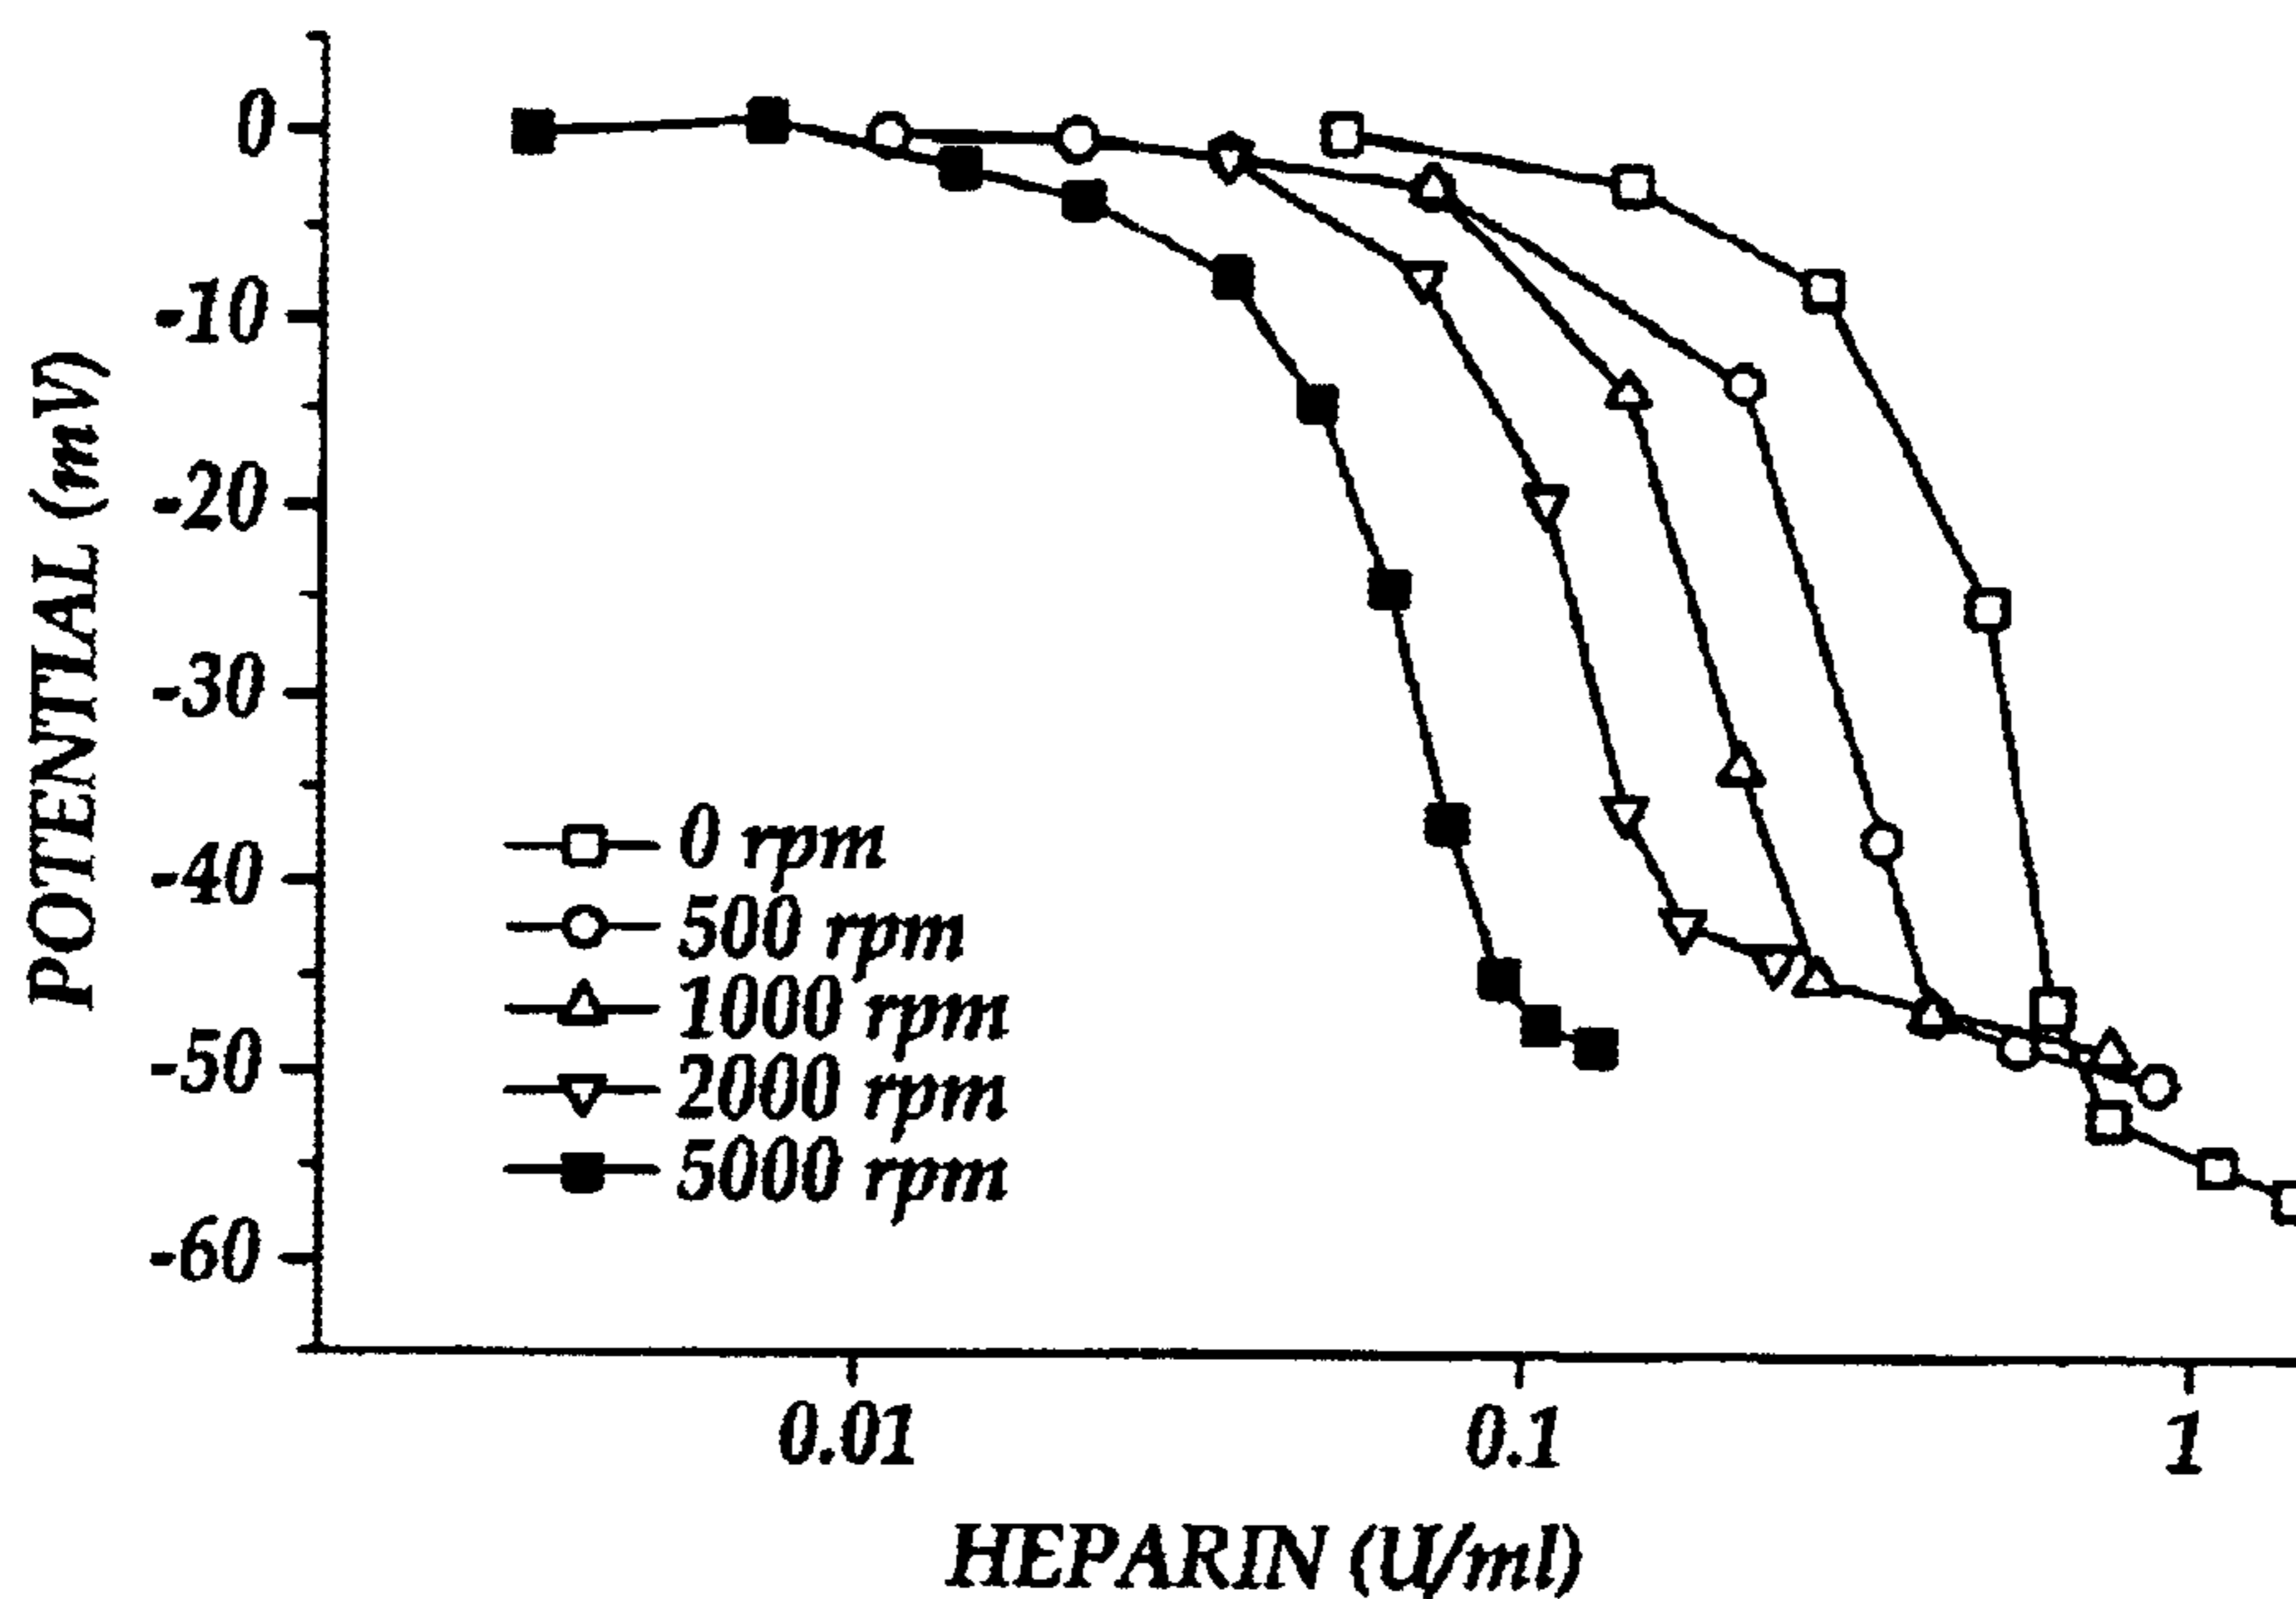 0
-10
-20
-30
-40
-50
-60
POTENTIAL (mV)
0 rpm
500 rpm
1000 rpm
2000 rpm
5000 rpm
0.01 0.1 1
HEPARIN (U/ml)